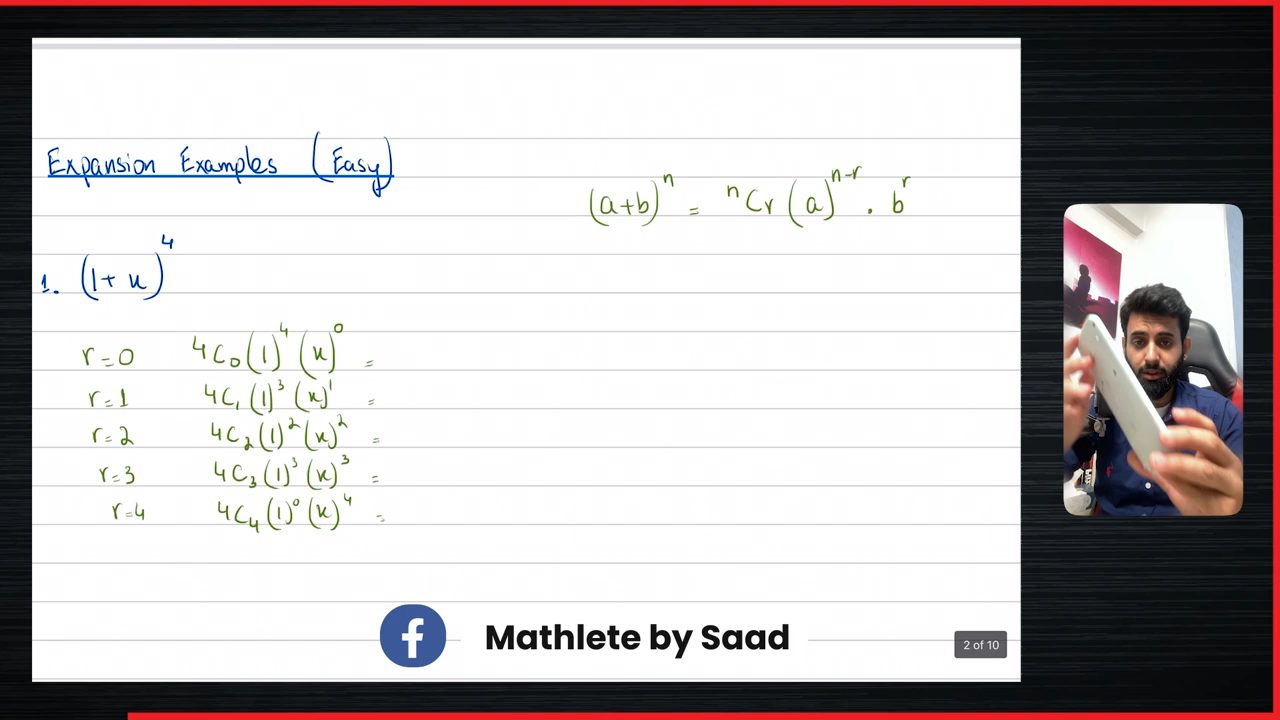 Expansion Examples (Easy)
(a+b)^n = nCr (a)^{n-r} . b^r
1. (1+x)^4
r=0 4C₀(1)^4(x)^0 =
r=1 4C₁(1)^3(x)^1 =
r=2 4C₂(1)^2(x)^2 =
r=3 4C₃(1)^3(x)^3 =
r=4 4C₄(1)^0(x)^4 =
f Mathlete by Saad
2 of 10